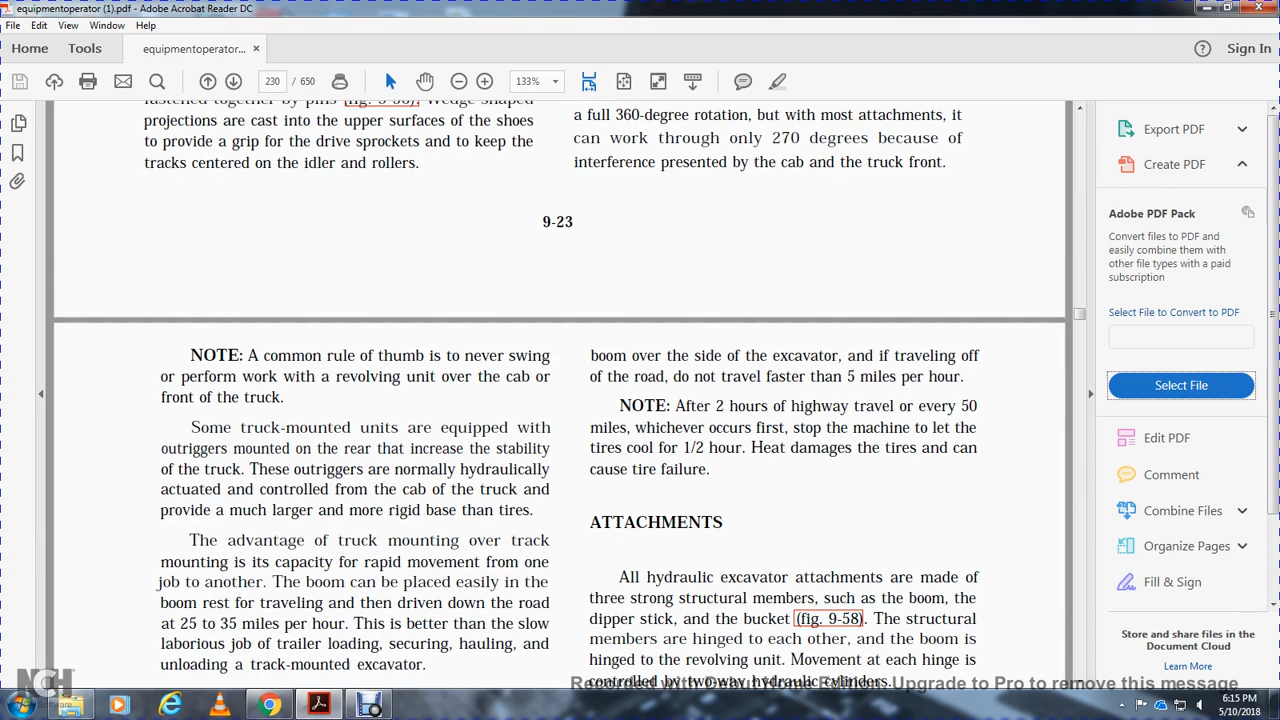 equipmentoperator (1).pdf - Adobe Acrobat Reader DC
File Edit View Window Help
Home Tools equipmentoperator... × Sign In
230 / 650 133%
fastened together by pins (fig. 9-56). Wedge shaped
projections are cast into the upper surfaces of the shoes
to provide a grip for the drive sprockets and to keep the
tracks centered on the idler and rollers.
a full 360-degree rotation, but with most attachments, it
can work through only 270 degrees because of
interference presented by the cab and the truck front.
9-23
NOTE: A common rule of thumb is to never swing
or perform work with a revolving unit over the cab or
front of the truck.
Some truck-mounted units are equipped with
outriggers mounted on the rear that increase the stability
of the truck. These outriggers are normally hydraulically
actuated and controlled from the cab of the truck and
provide a much larger and more rigid base than tires.
The advantage of truck mounting over track
mounting is its capacity for rapid movement from one
job to another. The boom can be placed easily in the
boom rest for traveling and then driven down the road
at 25 to 35 miles per hour. This is better than the slow
laborious job of trailer loading, securing, hauling, and
unloading a track-mounted excavator.
boom over the side of the excavator, and if traveling off
of the road, do not travel faster than 5 miles per hour.
NOTE: After 2 hours of highway travel or every 50
miles, whichever occurs first, stop the machine to let the
tires cool for 1/2 hour. Heat damages the tires and can
cause tire failure.
ATTACHMENTS
All hydraulic excavator attachments are made of
three strong structural members, such as the boom, the
dipper stick, and the bucket (fig. 9-58). The structural
members are hinged to each other, and the boom is
hinged to the revolving unit. Movement at each hinge is
controlled by two-way hydraulic cylinders.
Export PDF
Create PDF
Adobe PDF Pack
Convert files to PDF and
easily combine them with
other file types with a paid
subscription
Select File to Convert to PDF
Select File
Edit PDF
Comment
Combine Files
Organize Pages
Fill & Sign
Store and share files in the
Document Cloud
Learn More
NCH
Software
Upgrade to Pro to remove this message
6:15 PM
5/10/2018